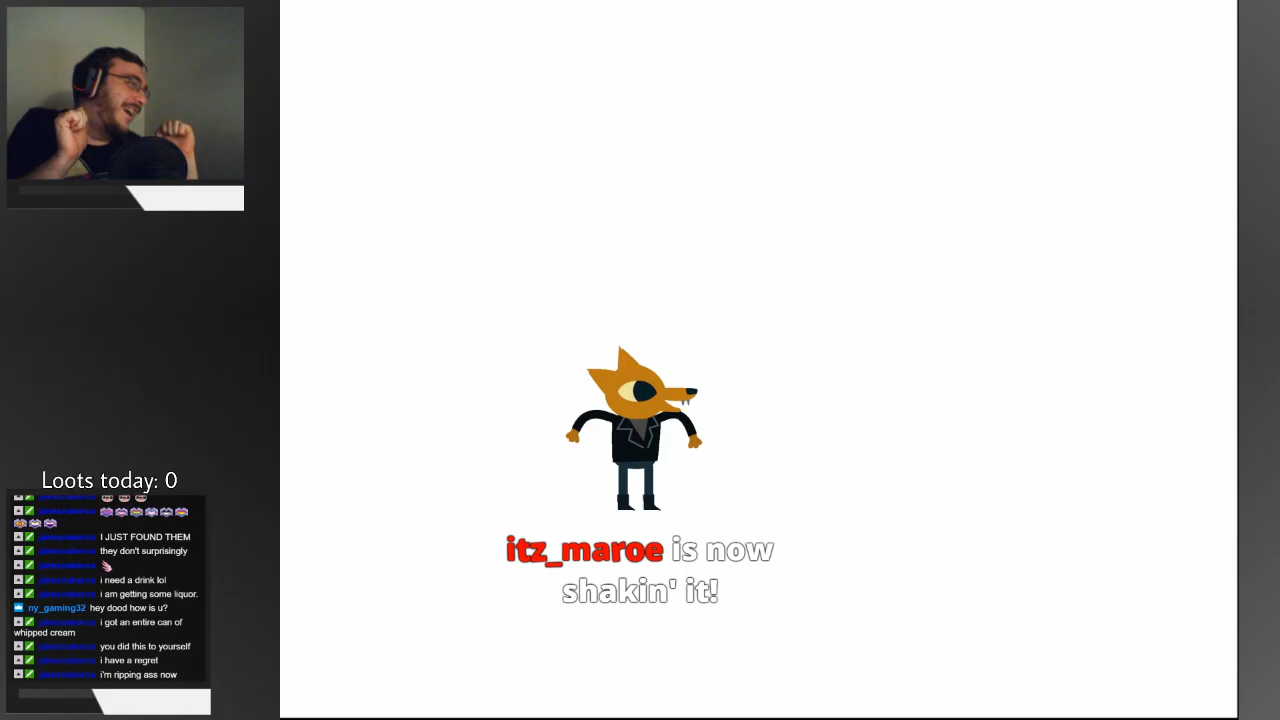 itz_maroe is now
shakin' it!
Loots today: 0
I JUST FOUND THEM
they don't surprisingly
i need a drink lol
i am getting some liquor.
ny_gaming32 hey dood how is u?
i got an entire can of
whipped cream
you did this to yourself
i have a regret
i'm ripping ass now